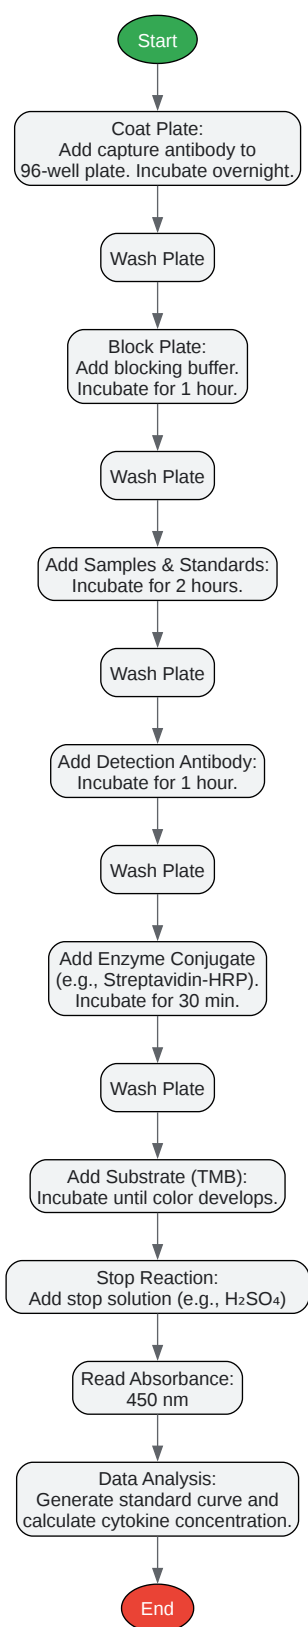 Start
Coat Plate:
Add capture antibody to
96-well plate. Incubate overnight.
Wash Plate
Block Plate:
Add blocking buffer.
Incubate for 1 hour.
Wash Plate
Add Samples & Standards:
Incubate for 2 hours.
Wash Plate
Add Detection Antibody:
Incubate for 1 hour.
Wash Plate
Add Enzyme Conjugate
(e.g., Streptavidin-HRP).
Incubate for 30 min.
Wash Plate
Add Substrate (TMB):
Incubate until color develops.
Stop Reaction:
Add stop solution (e.g., H₂SO₄)
Read Absorbance:
450 nm
Data Analysis:
Generate standard curve and
calculate cytokine concentration.
End